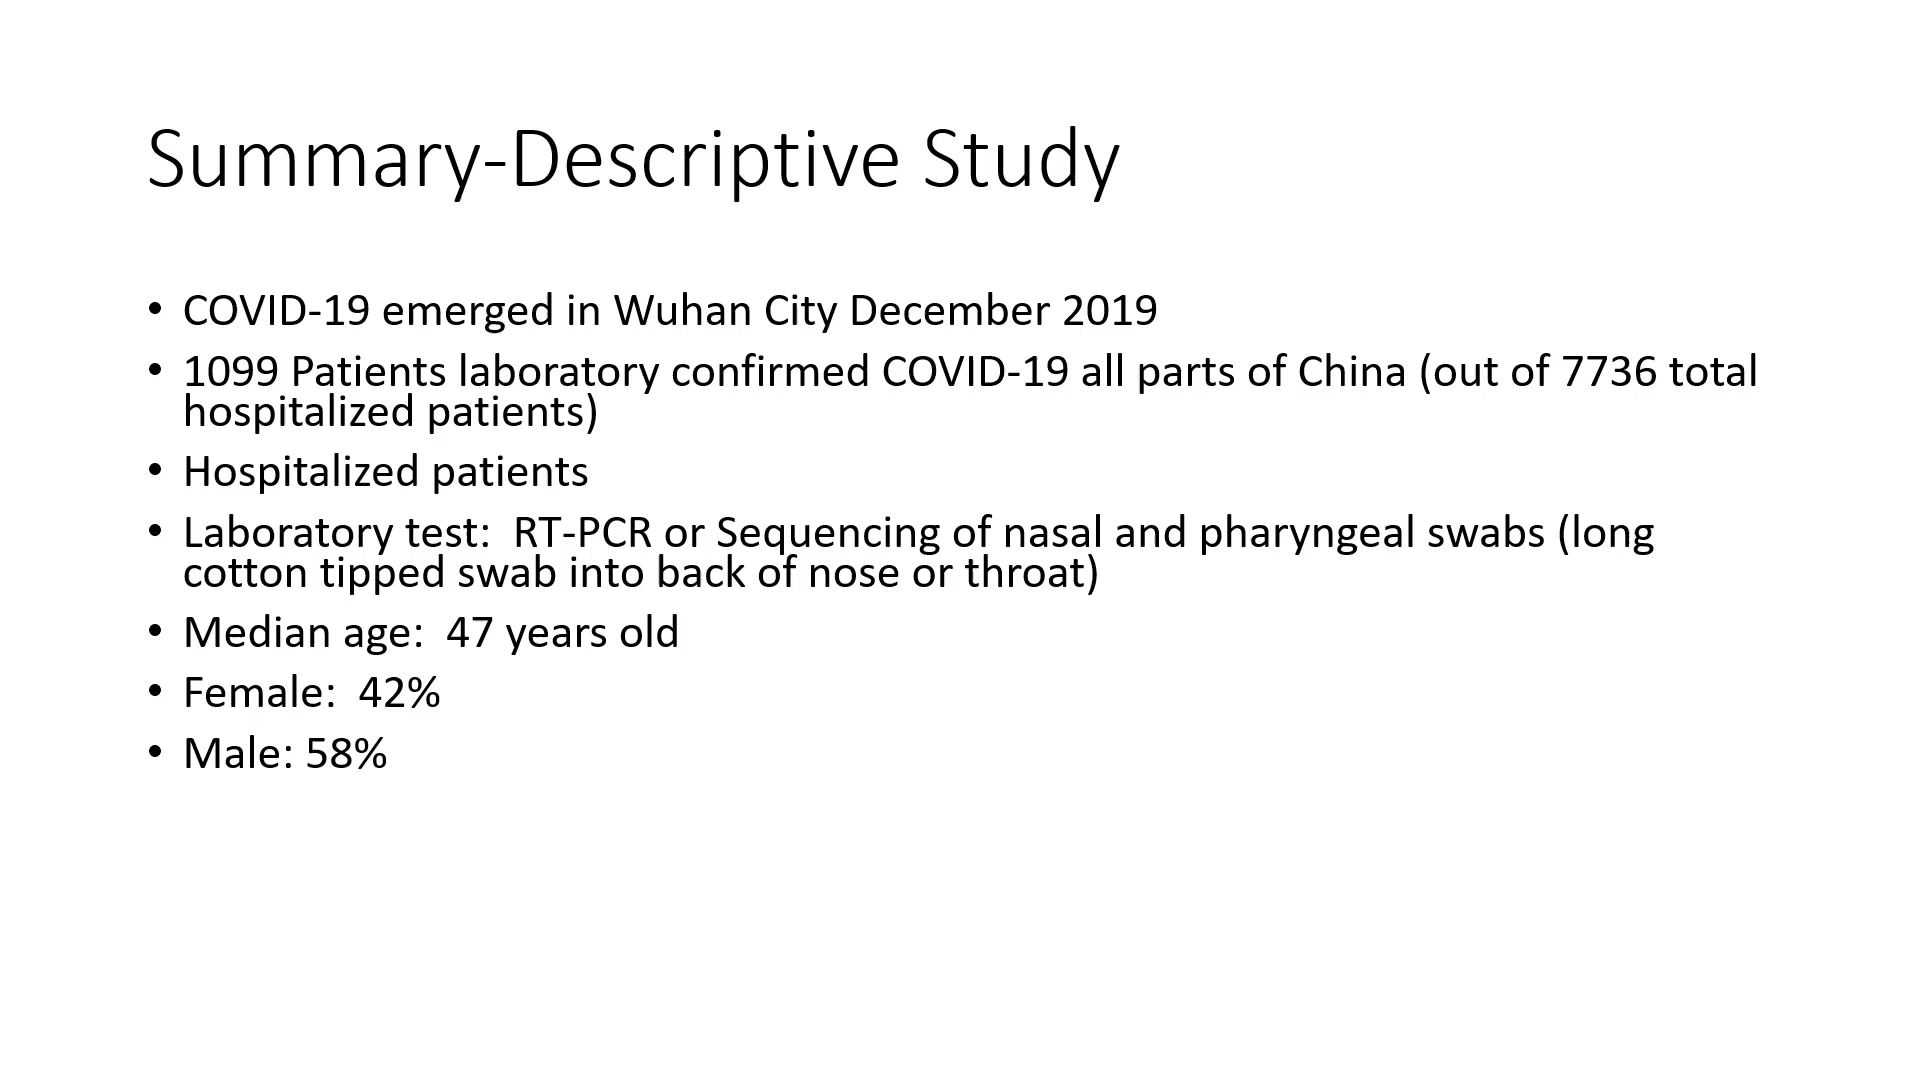 Summary-Descriptive Study
• COVID-19 emerged in Wuhan City December 2019
• 1099 Patients laboratory confirmed COVID-19 all parts of China (out of 7736 total
hospitalized patients)
• Hospitalized patients
• Laboratory test:  RT-PCR or Sequencing of nasal and pharyngeal swabs (long
cotton tipped swab into back of nose or throat)
• Median age:  47 years old
• Female:  42%
• Male: 58%